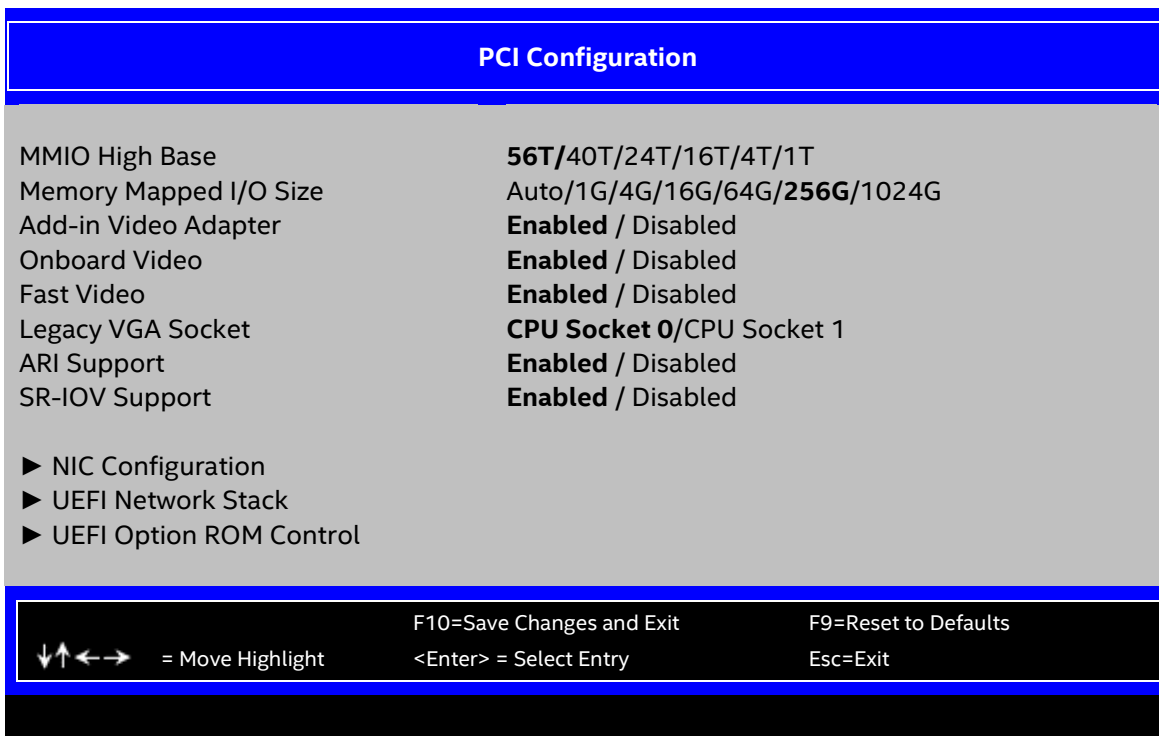 PCI Configuration
MMIO High Base 56T/40T/24T/16T/4T/1T
Memory Mapped I/O Size Auto/1G/4G/16G/64G/256G/1024G
Add-in Video Adapter Enabled / Disabled
Onboard Video Enabled / Disabled
Fast Video Enabled / Disabled
Legacy VGA Socket CPU Socket 0/CPU Socket 1
ARI Support Enabled / Disabled
SR-IOV Support Enabled / Disabled
► NIC Configuration
► UEFI Network Stack
► UEFI Option ROM Control
F10=Save Changes and Exit F9=Reset to Defaults
↓↑←→ = Move Highlight <Enter> = Select Entry Esc=Exit